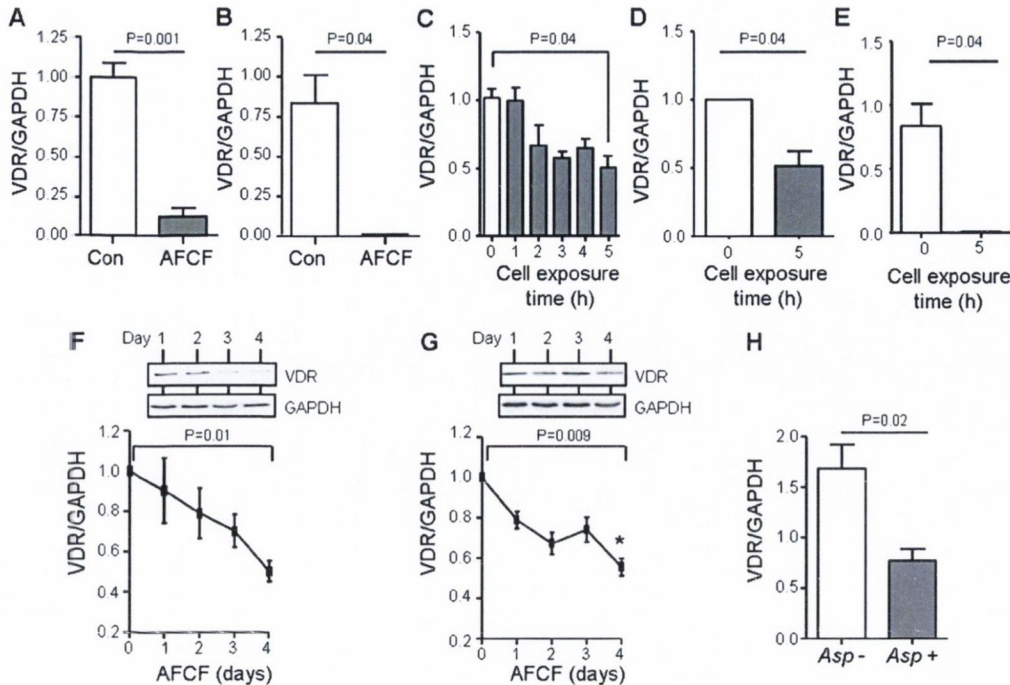 A
VDR/GAPDH
1.25
1.00
0.75
0.50
0.25
0.00
P=0.001
Con AFCF
B
VDR/GAPDH
1.25
1.00
0.75
0.50
0.25
0.00
P=0.04
Con AFCF
C
VDR/GAPDH
1.5
1.0
0.5
0.0
P=0.04
0 1 2 3 4 5
Cell exposure
time (h)
D
VDR/GAPDH
1.5
1.0
0.5
0.0
P=0.04
0 5
Cell exposure
time (h)
E
VDR/GAPDH
1.5
1.0
0.5
0.0
P=0.04
0 5
Cell exposure
time (h)
F
Day 1 2 3 4
VDR
GAPDH
P=0.01
VDR/GAPDH
1.2
1.0
0.8
0.6
0.4
0.2
0 1 2 3 4
AFCF (days)
G
Day 1 2 3 4
VDR
GAPDH
P=0.009
*
VDR/GAPDH
1.2
1.0
0.8
0.6
0.4
0.2
0 1 2 3 4
AFCF (days)
H
P=0.02
VDR/GAPDH
2.0
1.5
1.0
0.5
0.0
Asp - Asp +